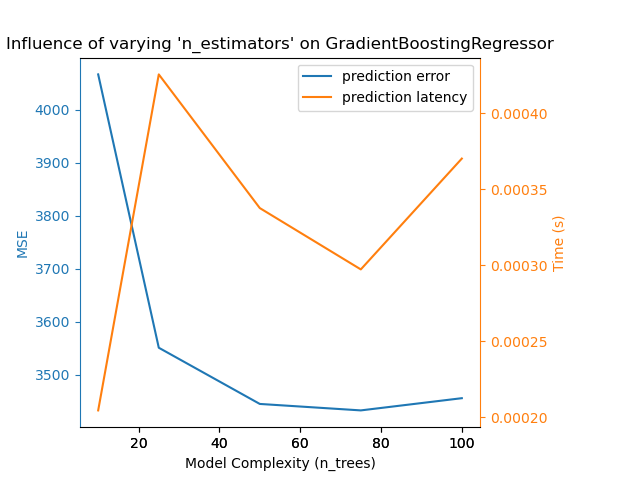 Influence of varying 'n_estimators' on GradientBoostingRegressor
prediction error
prediction latency
4000
3900
3800
3700
3600
3500
MSE
0.00040
0.00035
0.00030
0.00025
0.00020
Time (s)
20 40 60 80 100
Model Complexity (n_trees)